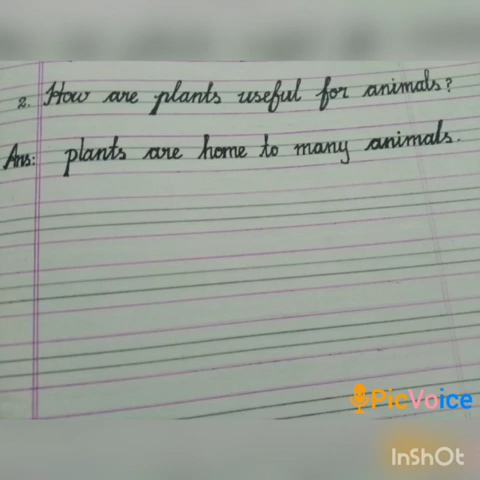 2. How are plants useful for animals?
Ans: plants are home to many animals.
PicVoice
InShOt